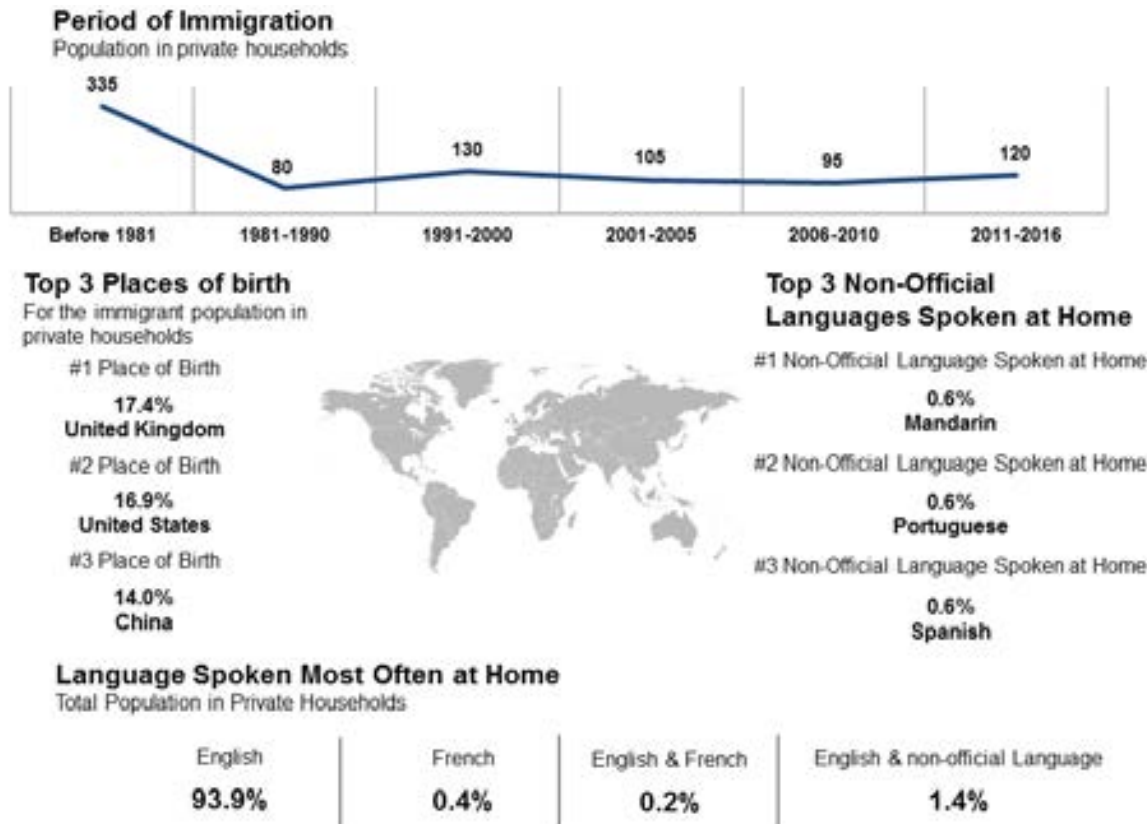 Period of Immigration
Population in private households
335
80
130
105
95
120
Before 1981
1981-1990
1991-2000
2001-2005
2006-2010
2011-2016
Top 3 Places of birth
For the immigrant population in
private households
#1 Place of Birth
17.4%
United Kingdom
#2 Place of Birth
16.9%
United States
#3 Place of Birth
14.0%
China
Top 3 Non-Official
Languages Spoken at Home
#1 Non-Official Language Spoken at Home
0.6%
Mandarin
#2 Non-Official Language Spoken at Home
0.6%
Portuguese
#3 Non-Official Language Spoken at Home
0.6%
Spanish
Language Spoken Most Often at Home
Total Population in Private Households
English
93.9%
French
0.4%
English & French
0.2%
English & non-official Language
1.4%